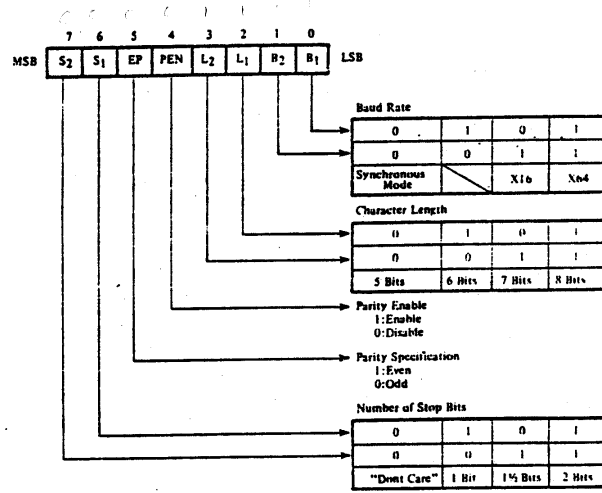 7 6 5 4 3 2 1 0
MSB S2 S1 EP PEN L2 L1 B2 B1 LSB
Baud Rate
0 1 0 1
0 0 1 1
Synchronous Mode X16 X64
Character Length
0 1 0 1
0 0 1 1
5 Bits 6 Bits 7 Bits 8 Bits
Parity Enable
1:Enable
0:Disable
Parity Specification
1:Even
0:Odd
Number of Stop Bits
0 1 0 1
0 0 1 1
"Dont Care" 1 Bit 1½ Bits 2 Bits